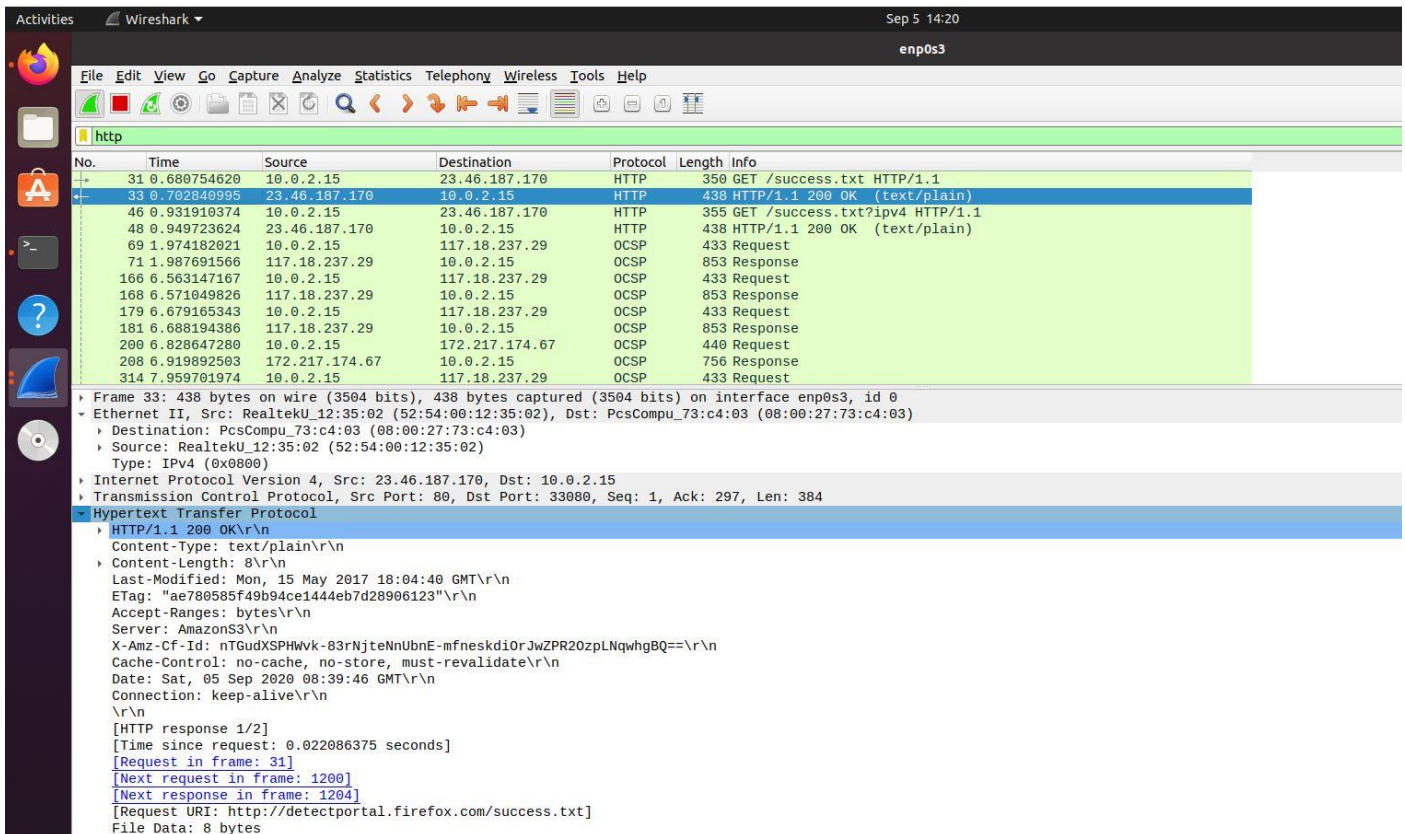 Activities Wireshark Sep 5 14:20
enp0s3
File Edit View Go Capture Analyze Statistics Telephony Wireless Tools Help
http
No. Time Source Destination Protocol Length Info
31 0.680754620 10.0.2.15 23.46.187.170 HTTP 350 GET /success.txt HTTP/1.1
33 0.702840995 23.46.187.170 10.0.2.15 HTTP 438 HTTP/1.1 200 OK (text/plain)
46 0.931910374 10.0.2.15 23.46.187.170 HTTP 355 GET /success.txt?ipv4 HTTP/1.1
48 0.949723624 23.46.187.170 10.0.2.15 HTTP 438 HTTP/1.1 200 OK (text/plain)
69 1.974182021 10.0.2.15 117.18.237.29 OCSP 433 Request
71 1.987691566 117.18.237.29 10.0.2.15 OCSP 853 Response
166 6.563147167 10.0.2.15 117.18.237.29 OCSP 433 Request
168 6.571049826 117.18.237.29 10.0.2.15 OCSP 853 Response
179 6.679165343 10.0.2.15 117.18.237.29 OCSP 433 Request
181 6.688194386 117.18.237.29 10.0.2.15 OCSP 853 Response
200 6.828647280 10.0.2.15 172.217.174.67 OCSP 440 Request
208 6.919892503 172.217.174.67 10.0.2.15 OCSP 756 Response
314 7.959701974 10.0.2.15 117.18.237.29 OCSP 433 Request
Frame 33: 438 bytes on wire (3504 bits), 438 bytes captured (3504 bits) on interface enp0s3, id 0
Ethernet II, Src: RealtekU_12:35:02 (52:54:00:12:35:02), Dst: PcsCompu_73:c4:03 (08:00:27:73:c4:03)
Destination: PcsCompu_73:c4:03 (08:00:27:73:c4:03)
Source: RealtekU_12:35:02 (52:54:00:12:35:02)
Type: IPv4 (0x0800)
Internet Protocol Version 4, Src: 23.46.187.170, Dst: 10.0.2.15
Transmission Control Protocol, Src Port: 80, Dst Port: 33080, Seq: 1, Ack: 297, Len: 384
Hypertext Transfer Protocol
HTTP/1.1 200 OK\r\n
Content-Type: text/plain\r\n
Content-Length: 8\r\n
Last-Modified: Mon, 15 May 2017 18:04:40 GMT\r\n
ETag: "ae780585f49b94ce1444eb7d28906123"\r\n
Accept-Ranges: bytes\r\n
Server: AmazonS3\r\n
X-Amz-Cf-Id: nTGudXSPHWvk-83rNjteNnUbnE-mfneskdiOrJwZPR2OzpLNqwhgBQ==\r\n
Cache-Control: no-cache, no-store, must-revalidate\r\n
Date: Sat, 05 Sep 2020 08:39:46 GMT\r\n
Connection: keep-alive\r\n
\r\n
[HTTP response 1/2]
[Time since request: 0.022086375 seconds]
[Request in frame: 31]
[Next request in frame: 1200]
[Next response in frame: 1204]
[Request URI: http://detectportal.firefox.com/success.txt]
File Data: 8 bytes